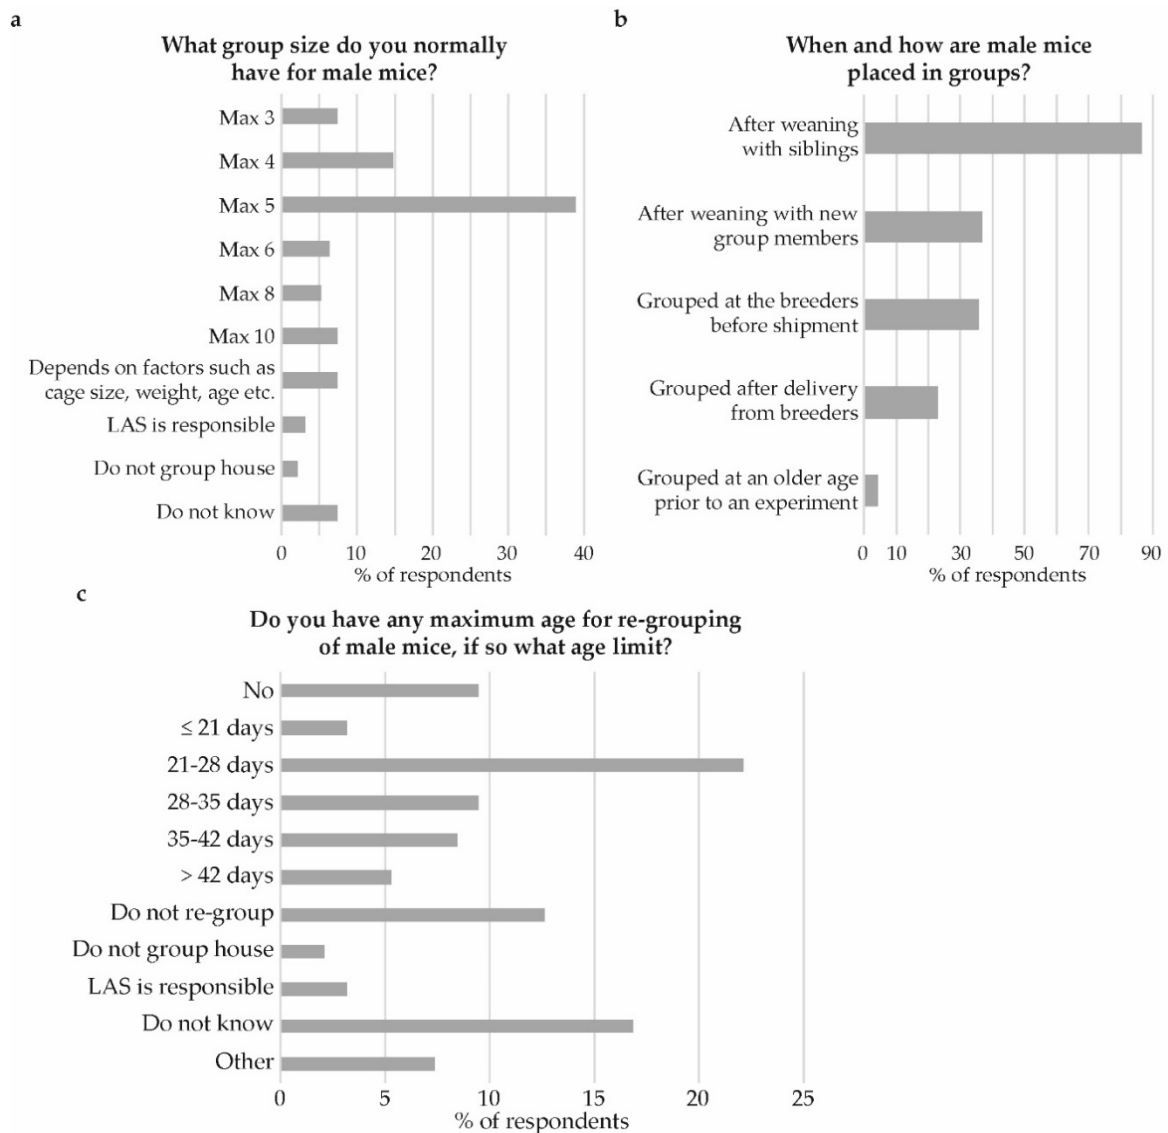 a
What group size do you normally
have for male mice?
Max 3
Max 4
Max 5
Max 6
Max 8
Max 10
Depends on factors such as
cage size, weight, age etc.
LAS is responsible
Do not group house
Do not know
0 10 20 30 40
% of respondents
b
When and how are male mice
placed in groups?
After weaning
with siblings
After weaning with new
group members
Grouped at the breeders
before shipment
Grouped after delivery
from breeders
Grouped at an older age
prior to an experiment
0 10 30 50 70 90
% of respondents
c
Do you have any maximum age for re-grouping
of male mice, if so what age limit?
No
≤ 21 days
21-28 days
28-35 days
35-42 days
> 42 days
Do not re-group
Do not group house
LAS is responsible
Do not know
Other
0 5 10 15 20 25
% of respondents